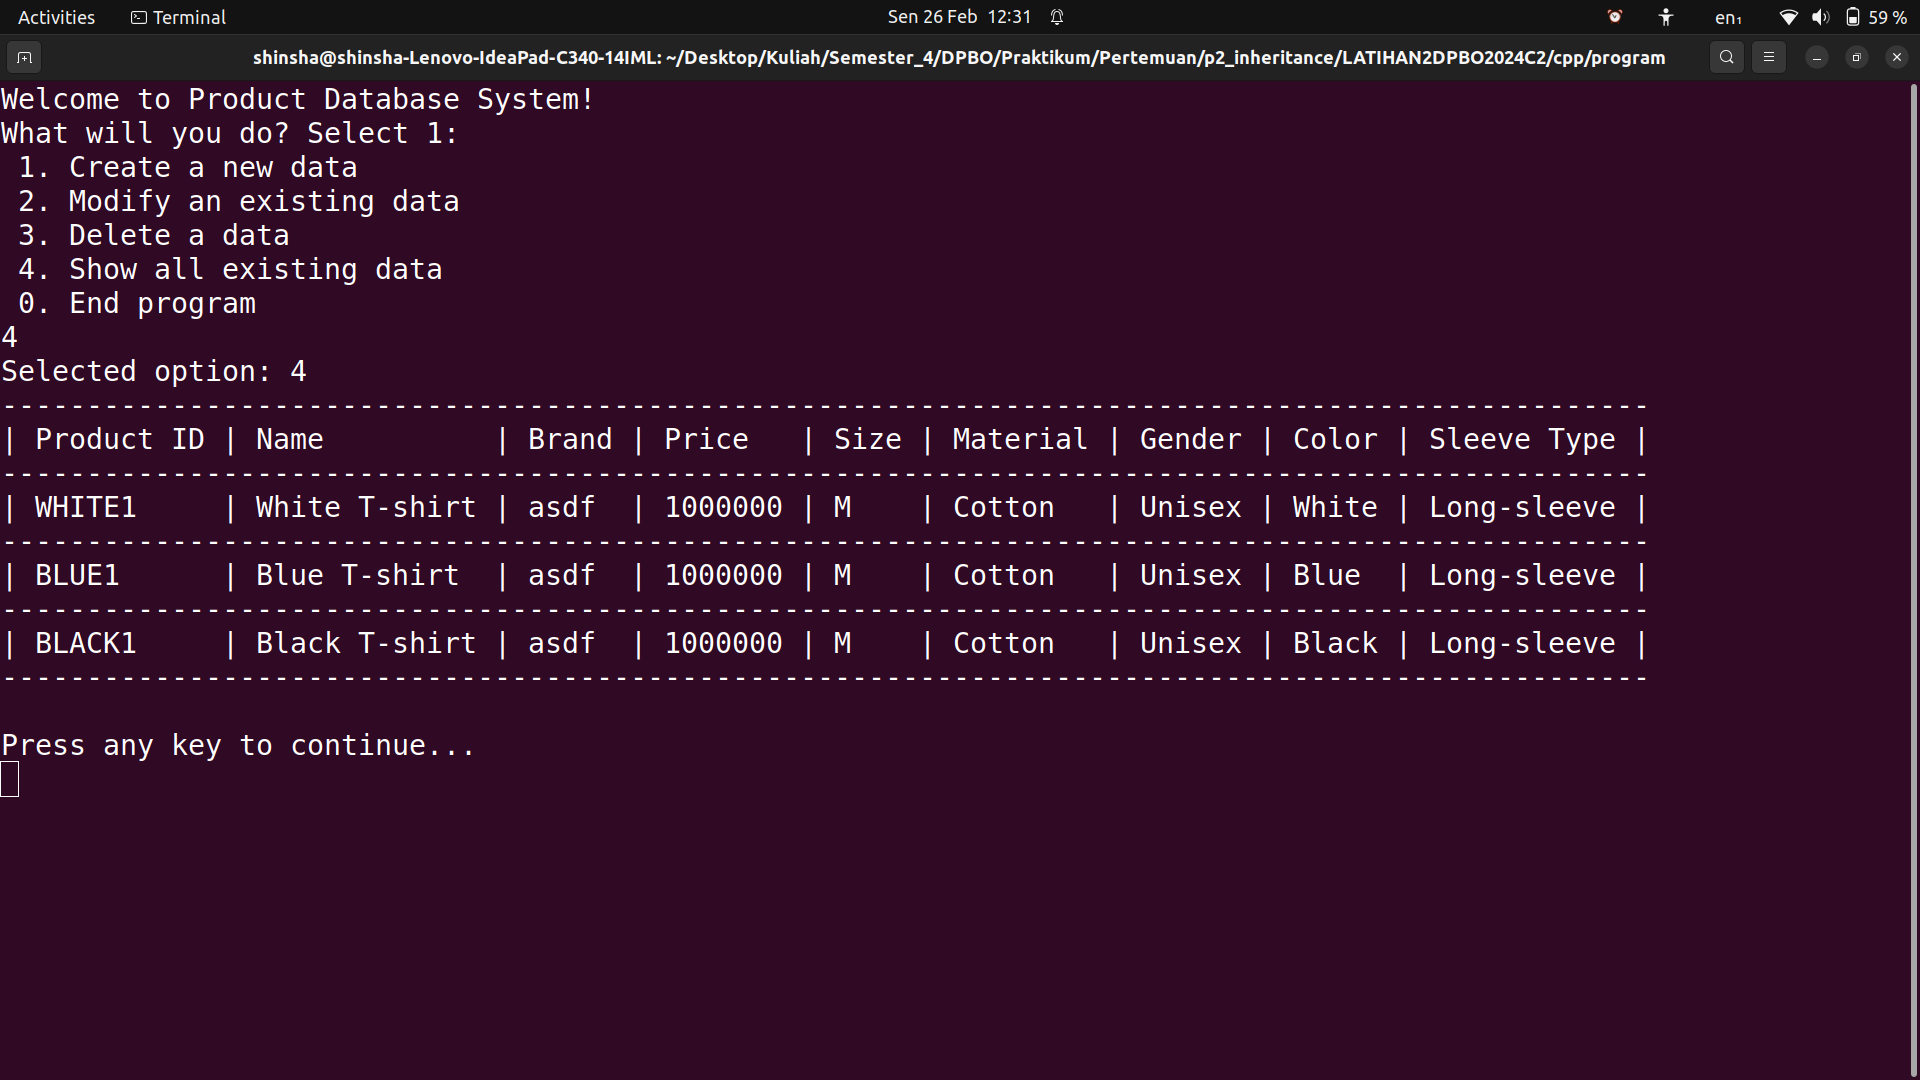 Activities Terminal Sen 26 Feb 12:31 en₁ 59 %
shinsha@shinsha-Lenovo-IdeaPad-C340-14IML: ~/Desktop/Kuliah/Semester_4/DPBO/Praktikum/Pertemuan/p2_inheritance/LATIHAN2DPBO2024C2/cpp/program
Welcome to Product Database System!
What will you do? Select 1:
 1. Create a new data
 2. Modify an existing data
 3. Delete a data
 4. Show all existing data
 0. End program
4
Selected option: 4
-------------------------------------------------------------------------------------------------
| Product ID | Name          | Brand | Price   | Size | Material | Gender | Color | Sleeve Type |
-------------------------------------------------------------------------------------------------
| WHITE1     | White T-shirt | asdf  | 1000000 | M    | Cotton   | Unisex | White | Long-sleeve |
-------------------------------------------------------------------------------------------------
| BLUE1      | Blue T-shirt  | asdf  | 1000000 | M    | Cotton   | Unisex | Blue  | Long-sleeve |
-------------------------------------------------------------------------------------------------
| BLACK1     | Black T-shirt | asdf  | 1000000 | M    | Cotton   | Unisex | Black | Long-sleeve |
-------------------------------------------------------------------------------------------------
Press any key to continue...